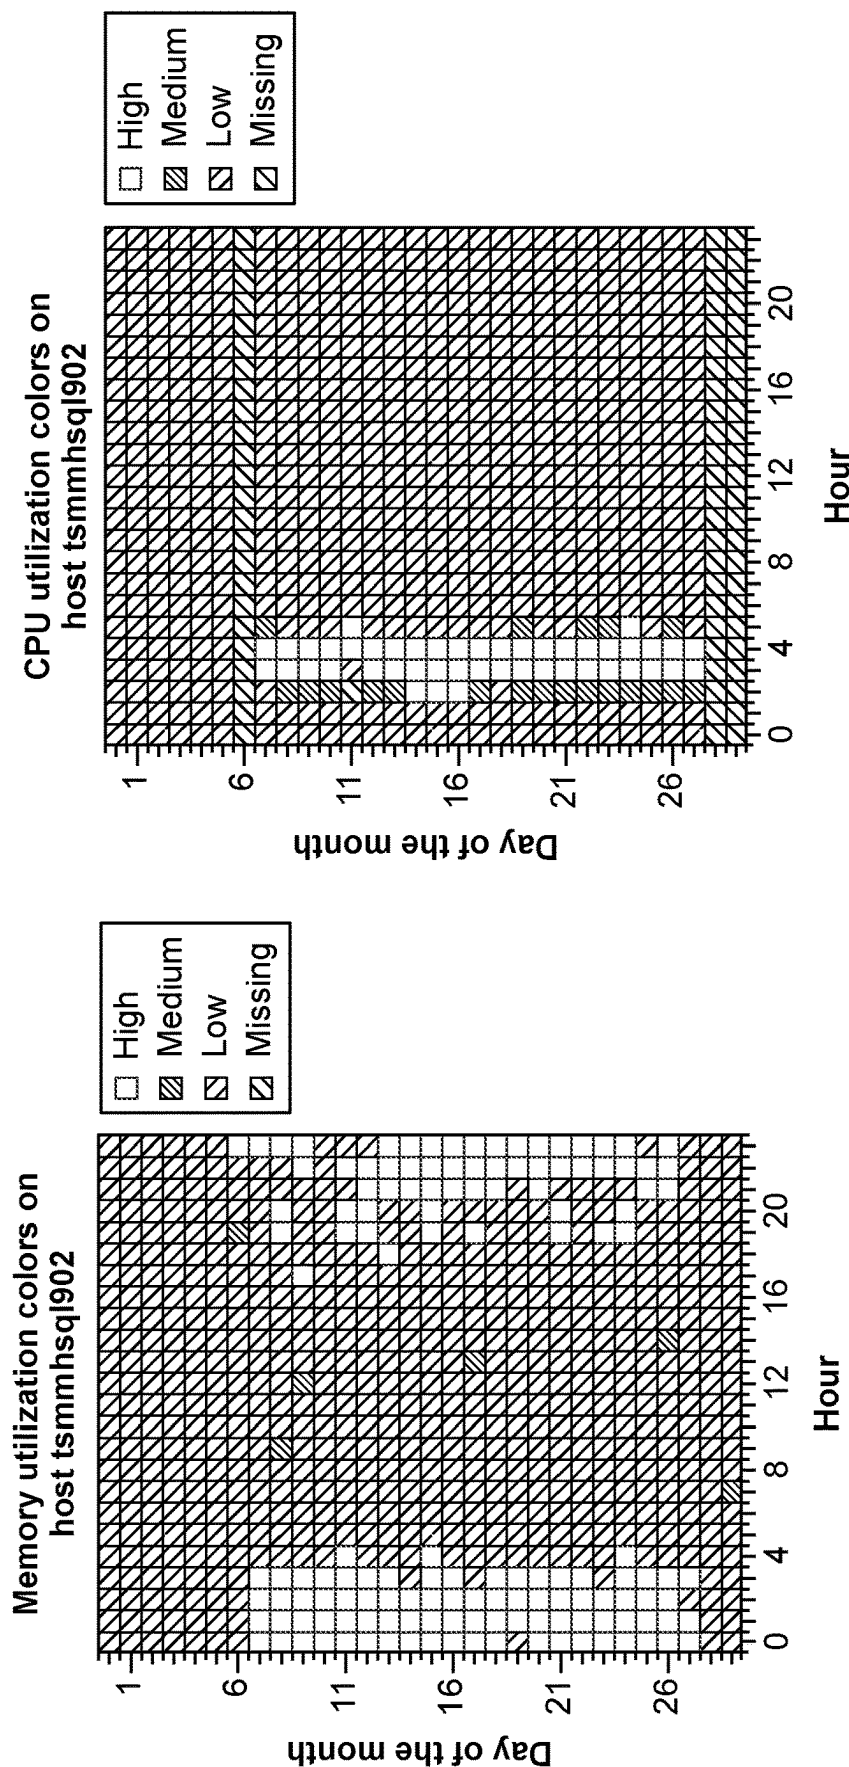 Memory utilization colors on
host tsmmhsql902
High
Medium
Low
Missing
Day of the month
1
6
11
16
21
26
0
4
8
12
16
20
Hour
CPU utilization colors on
host tsmmhsql902
High
Medium
Low
Missing
Day of the month
1
6
11
16
21
26
0
4
8
12
16
20
Hour